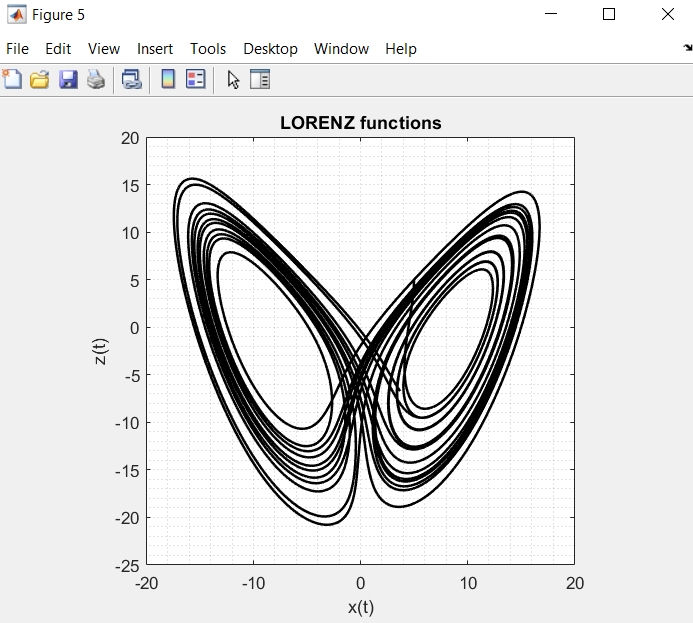 Figure 5
File Edit View Insert Tools Desktop Window Help
LORENZ functions
20
15
10
5
0
-5
-10
-15
-20
-25
z(t)
-20 -10 0 10 20
x(t)